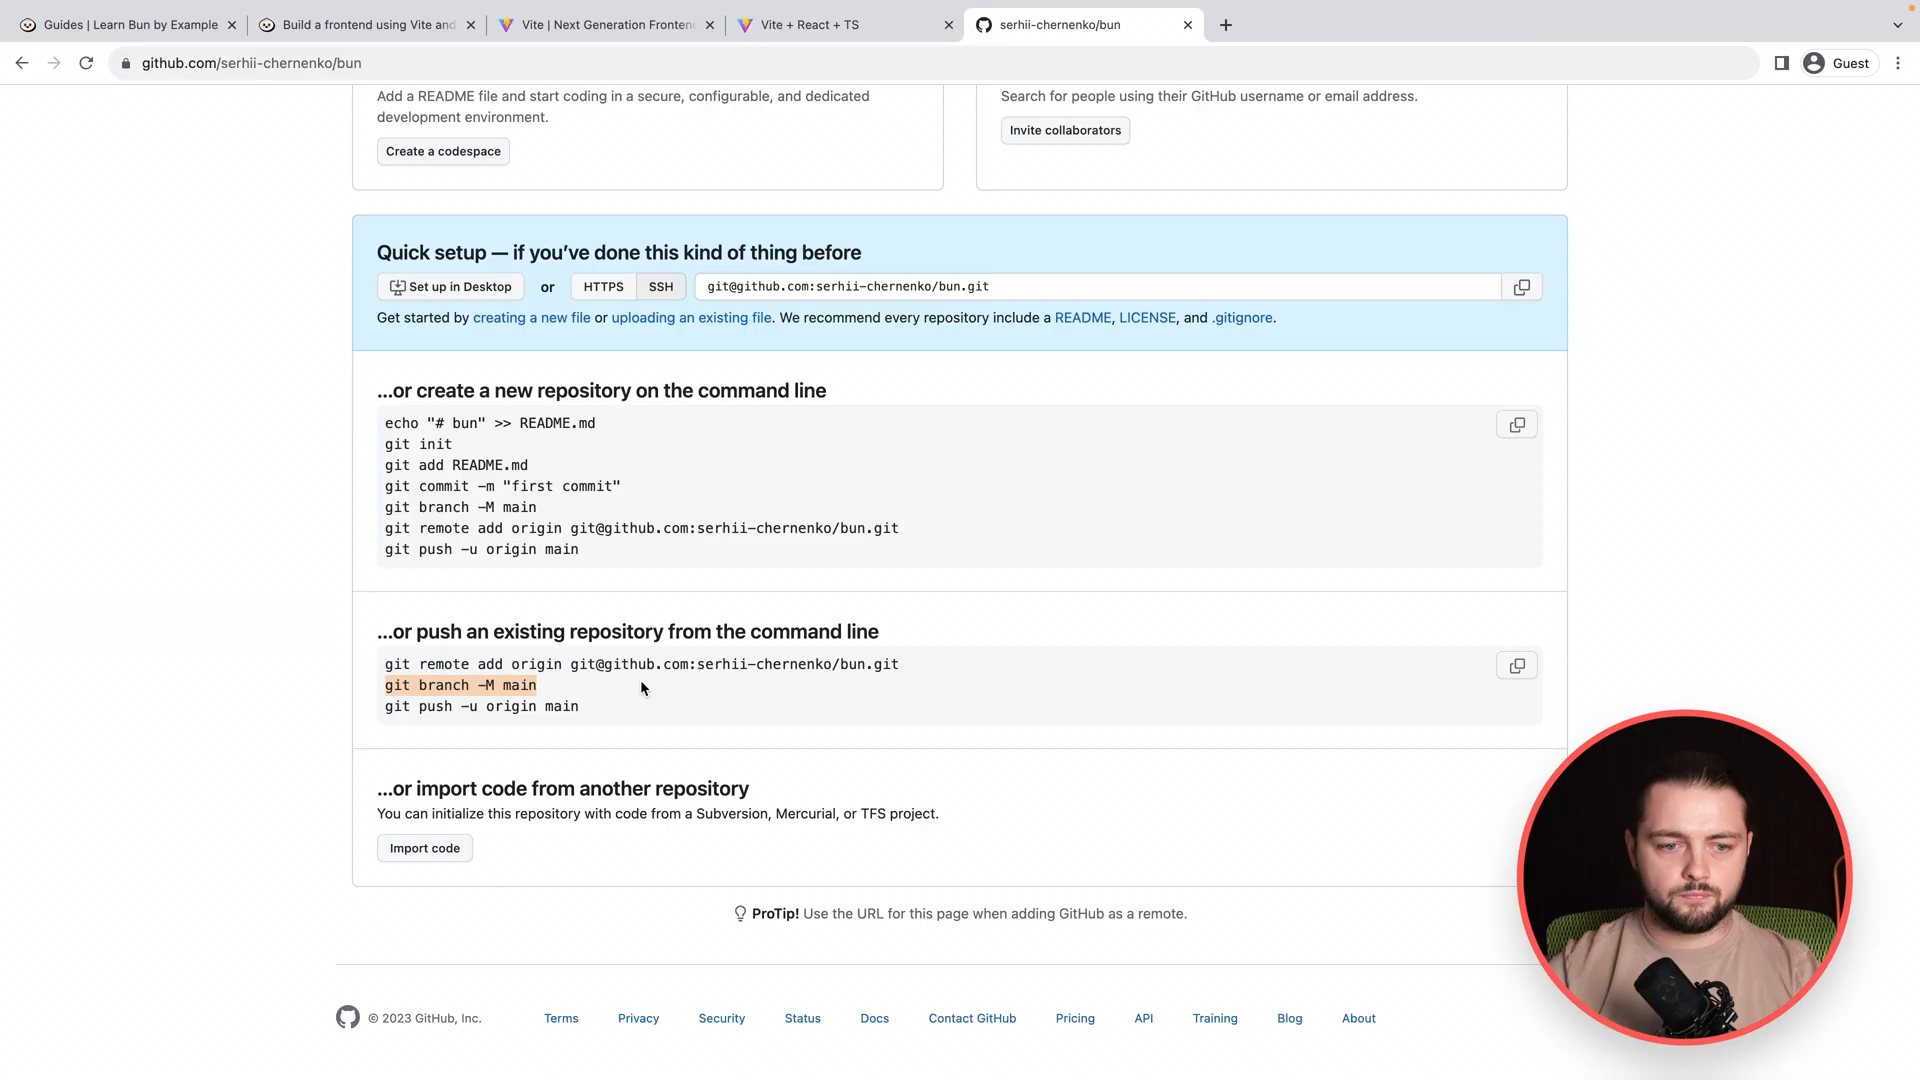 Guides | Learn Bun by Example
Build a frontend using Vite and
Vite | Next Generation Fronten
Vite + React + TS
serhii-chernenko/bun
github.com/serhii-chernenko/bun
Guest
Add a README file and start coding in a secure, configurable, and dedicated
development environment.
Create a codespace
Search for people using their GitHub username or email address.
Invite collaborators
Quick setup — if you’ve done this kind of thing before
Set up in Desktop or HTTPS SSH git@github.com:serhii-chernenko/bun.git
Get started by creating a new file or uploading an existing file. We recommend every repository include a README, LICENSE, and .gitignore.
...or create a new repository on the command line
echo "# bun" >> README.md
git init
git add README.md
git commit -m "first commit"
git branch -M main
git remote add origin git@github.com:serhii-chernenko/bun.git
git push -u origin main
...or push an existing repository from the command line
git remote add origin git@github.com:serhii-chernenko/bun.git
git branch -M main
git push -u origin main
...or import code from another repository
You can initialize this repository with code from a Subversion, Mercurial, or TFS project.
Import code
ProTip! Use the URL for this page when adding GitHub as a remote.
© 2023 GitHub, Inc. Terms Privacy Security Status Docs Contact GitHub Pricing API Training Blog About